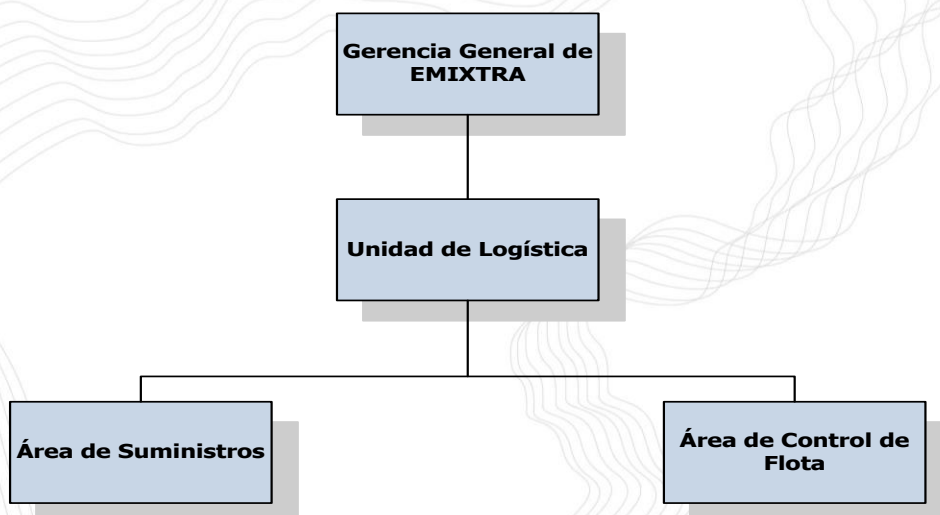 Gerencia General de
EMIXTRA
Unidad de Logística
Área de Suministros
Área de Control de
Flota